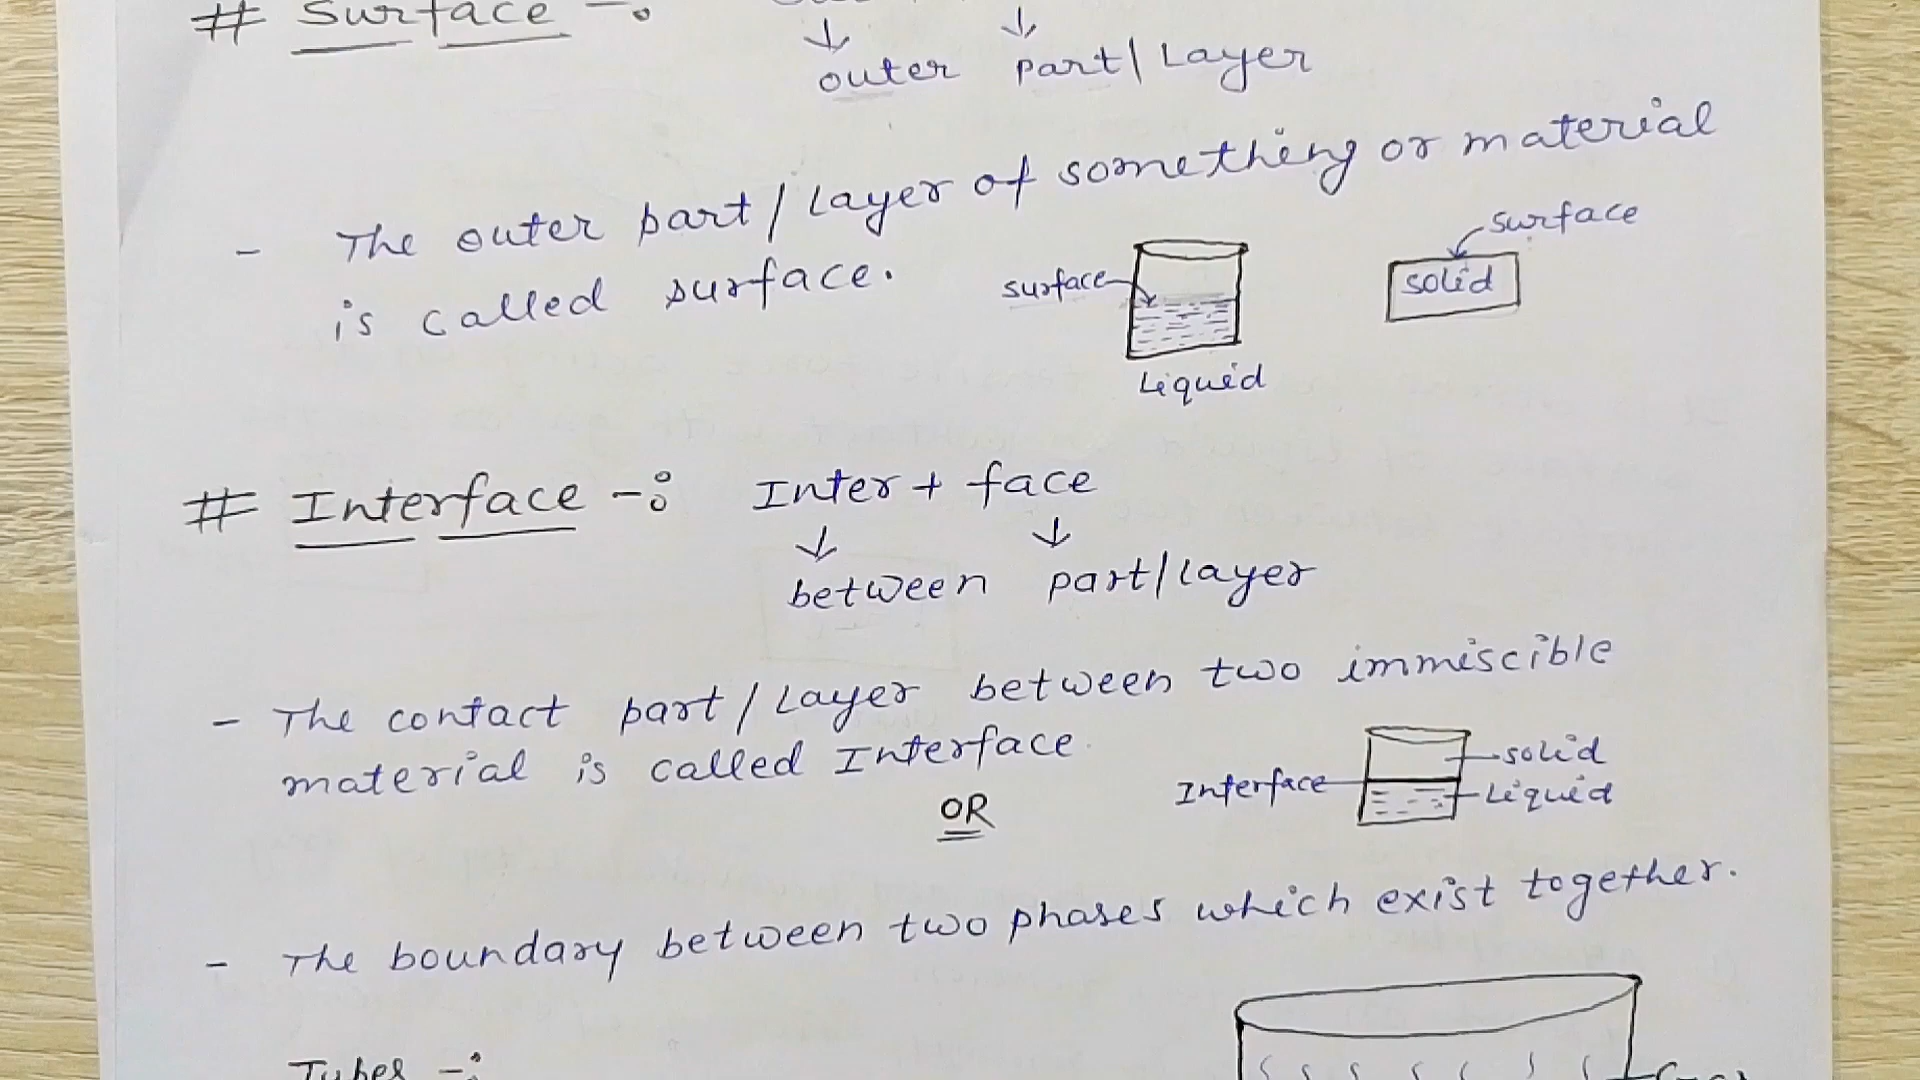 # Surface -:
outer part/Layer
- The outer part/Layer of something or material
is called surface.
surface
surface
solid
Liquid
# Interface -: Inter + face
between part/Layer
- The contact part/Layer between two immiscible
material is called Interface
solid
Interface
Liquid
OR
- The boundary between two phases which exist together.